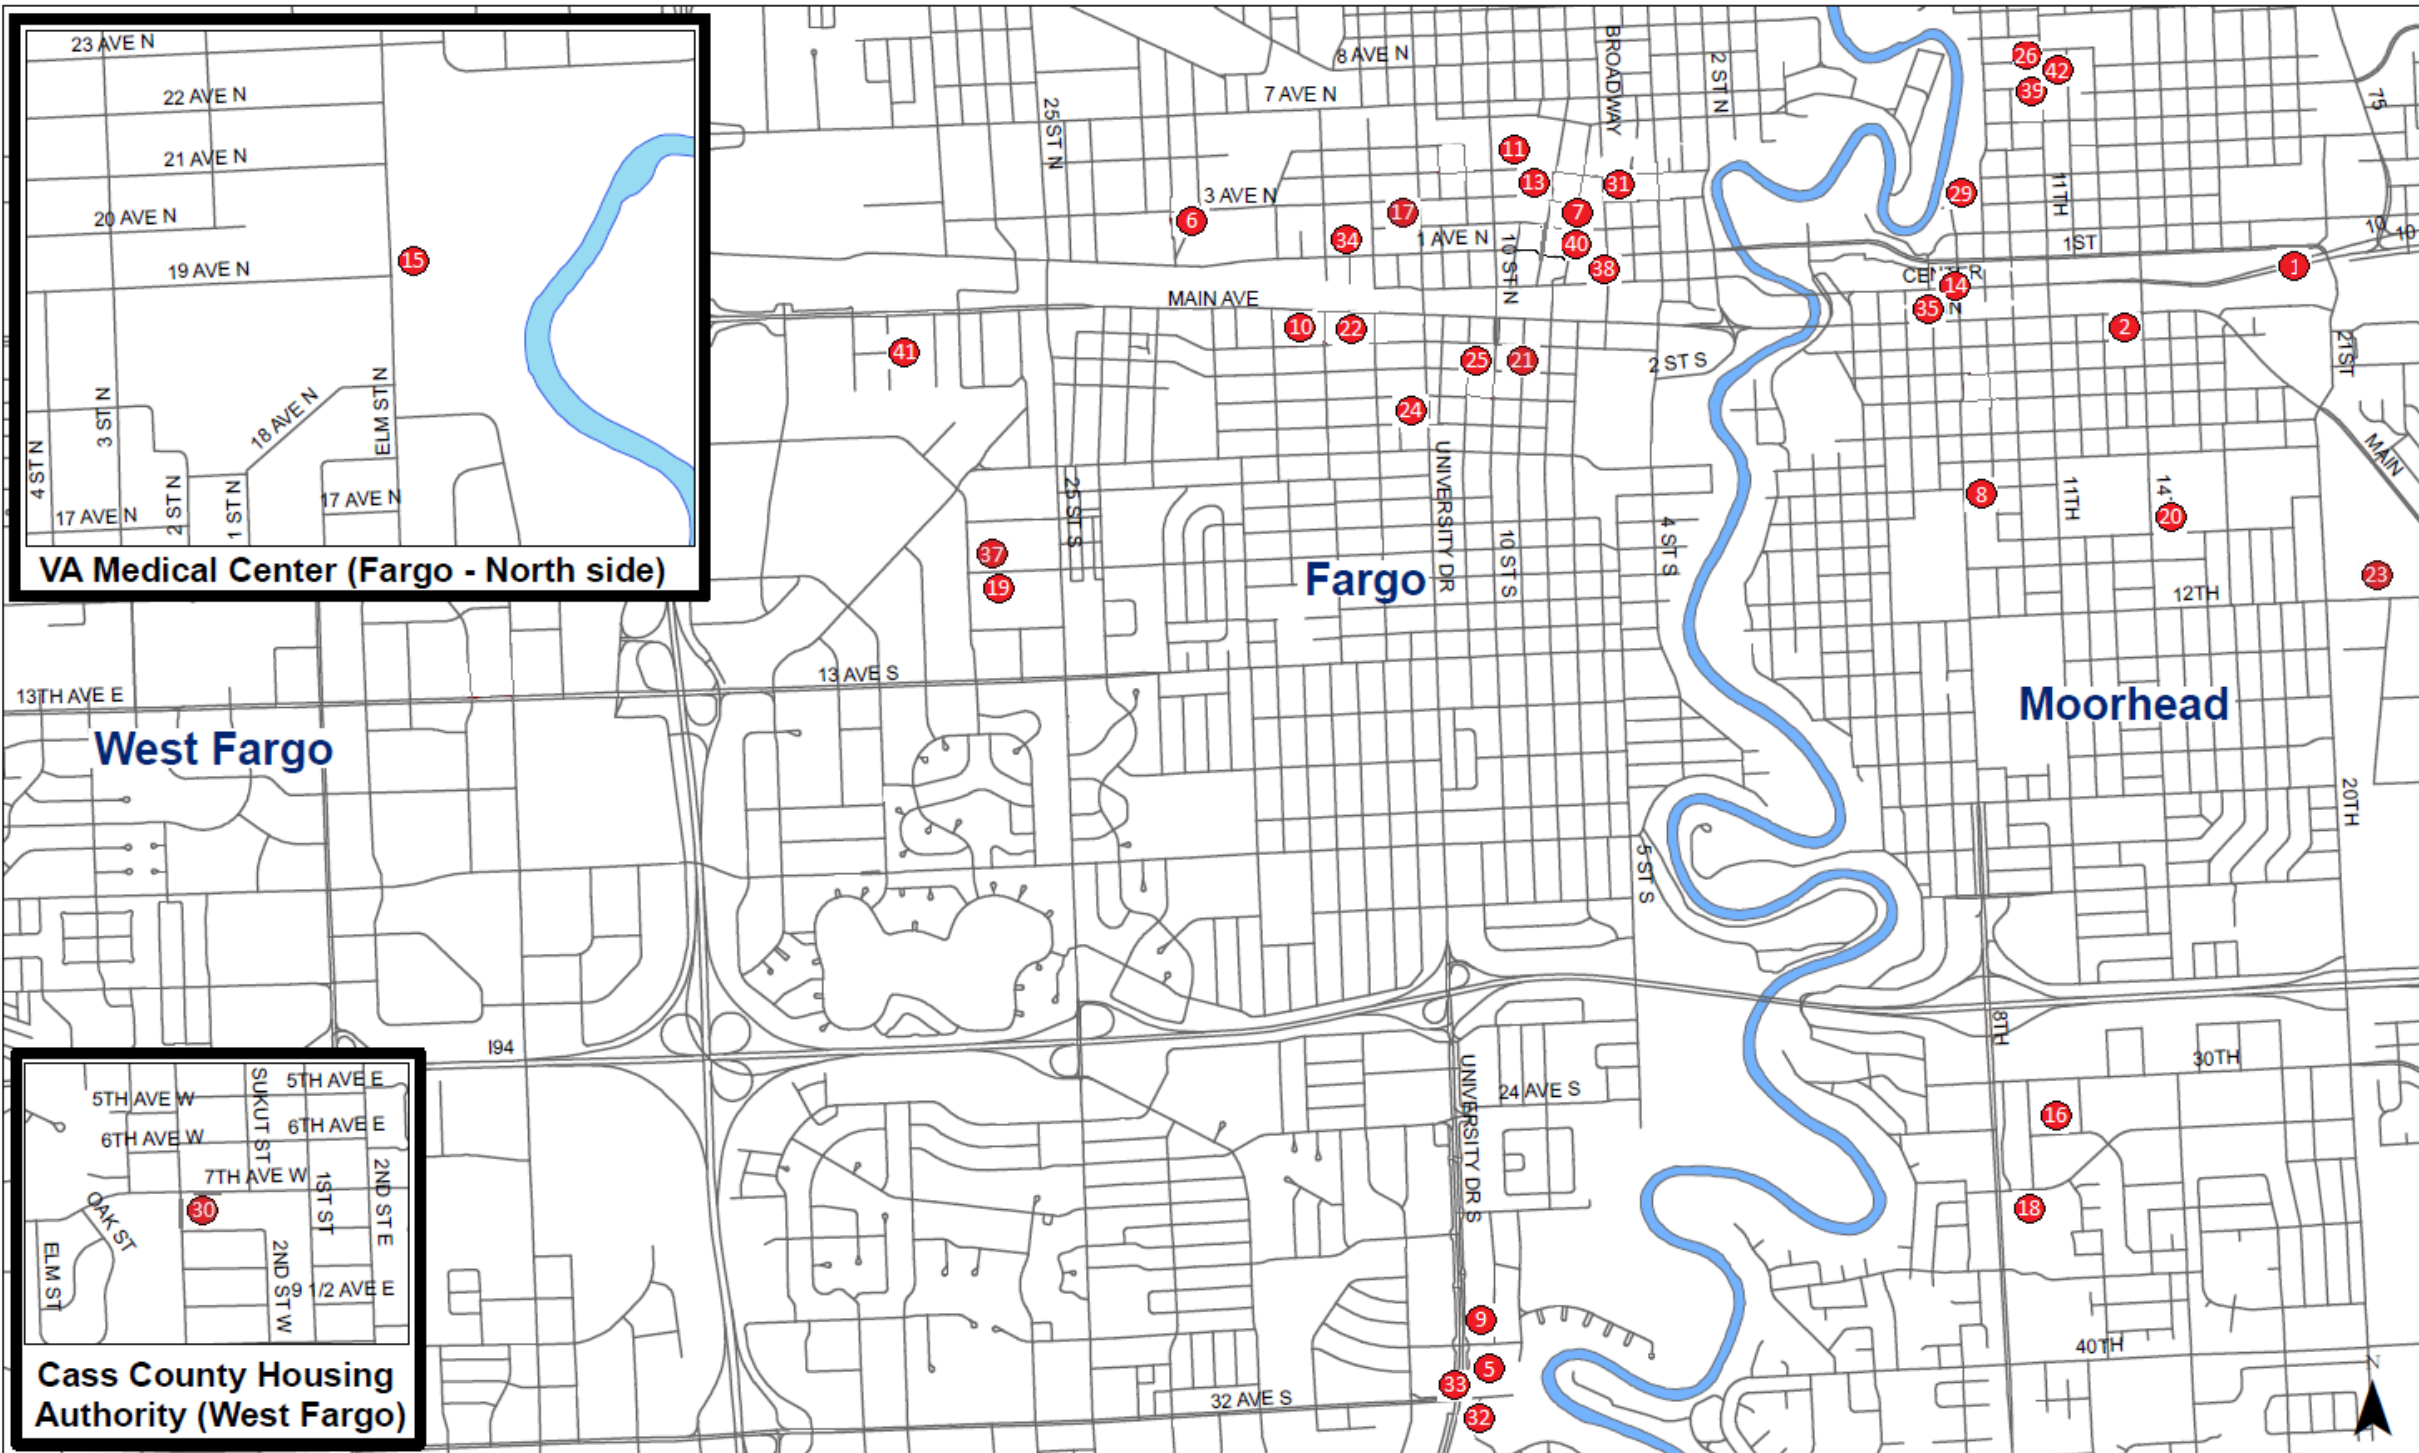 23 AVE N
22 AVE N
21 AVE N
20 AVE N
19 AVE N
15
3 ST N
4 ST N
18 AVE N
ELM ST N
2 ST N
1 ST N
17 AVE N
17 AVE N
VA Medical Center (Fargo - North side)
8 AVE N
7 AVE N
BROADWAY
2 ST N
25 ST N
26
42
39
75
11
13
31
3 AVE N
6
17
7
34
1 AVE N
40
10 ST N
38
29
11TH
1ST
10
10
1
CENTER
14
35
MAIN AVE
10
22
41
25
21
2 ST S
2
21ST
24
UNIVERSITY DR
MAIN
25 ST S
8
11TH
14
20
4 ST S
10 ST S
37
19
Fargo
23
12TH
13 AVE S
13TH AVE E
West Fargo
Moorhead
20TH
5 ST S
I94
8TH
30TH
UNIVERSITY DR S
24 AVE S
16
18
5TH AVE W
SUKUT ST
5TH AVE E
6TH AVE W
6TH AVE E
7TH AVE W
30
OAK ST
ELM ST
1ST ST
2ND ST E
2ND ST W
9 1/2 AVE E
Cass County Housing
Authority (West Fargo)
9
5
33
32
32 AVE S
40TH
N